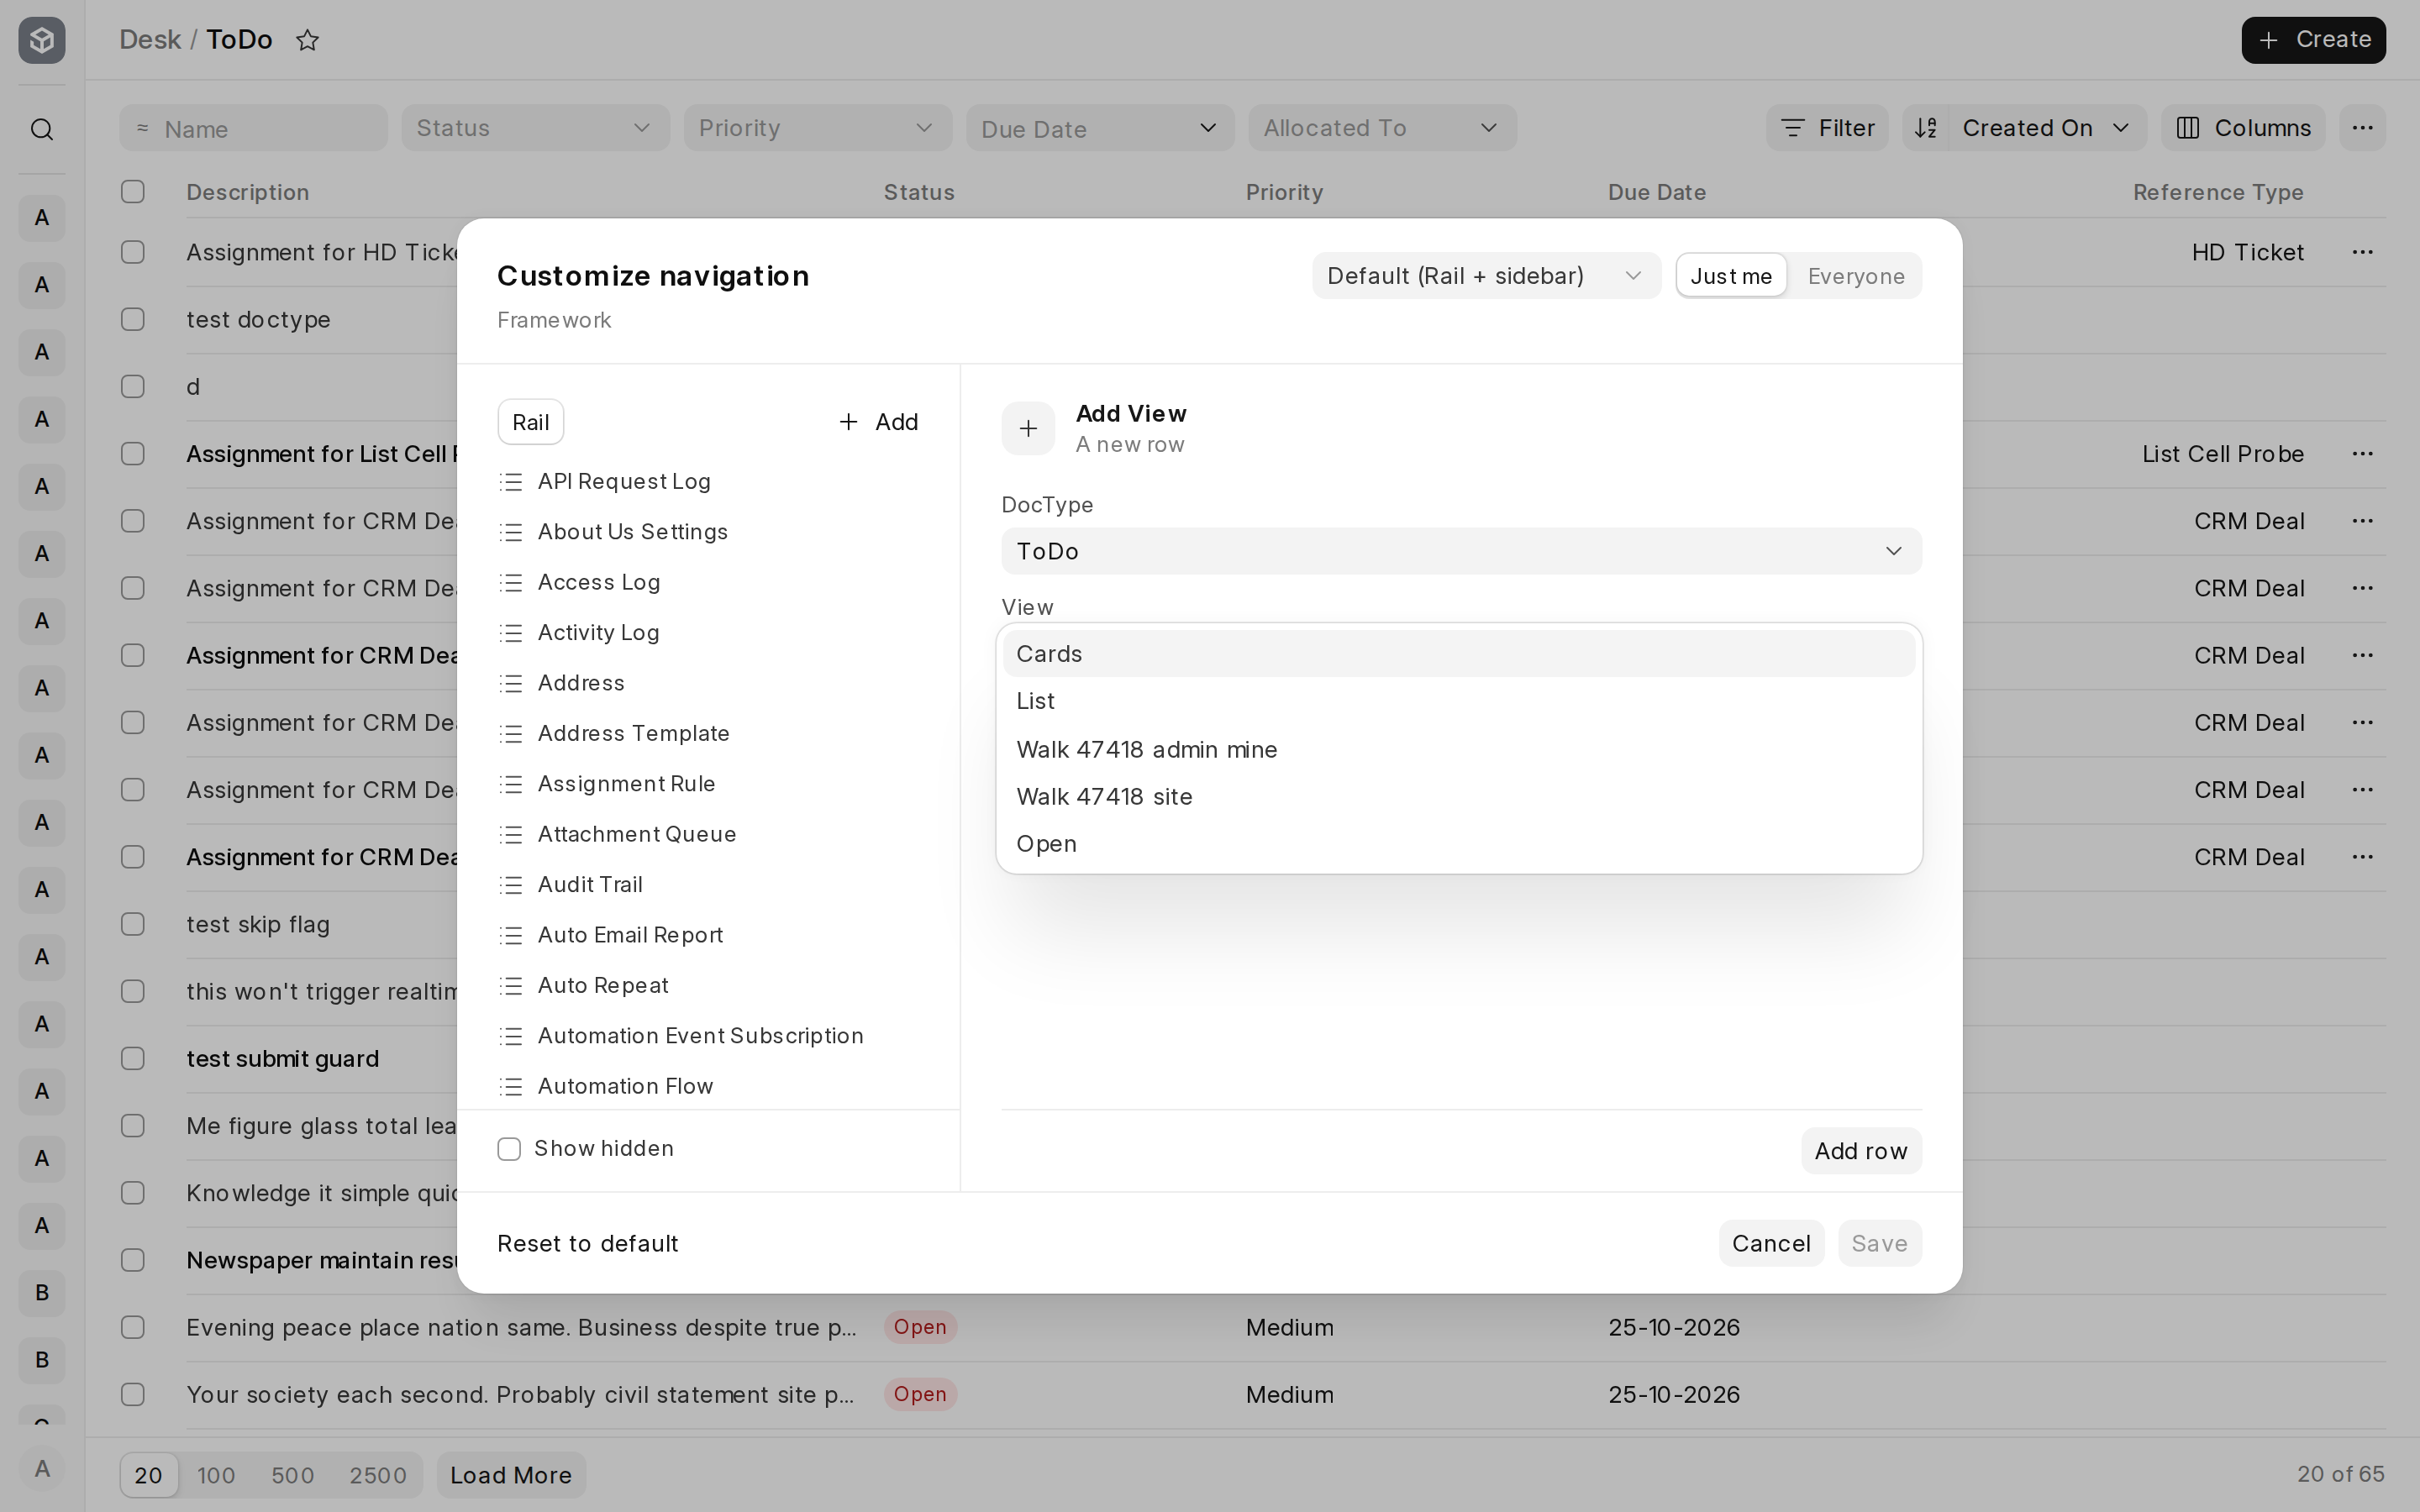 Desk / ToDo
Create
≈ Name
Status
Priority
Due Date
Allocated To
Filter
Created On
Columns
Description
Status
Priority
Due Date
Reference Type
A
Assignment for HD Ticke
HD Ticket
A
test doctype
A
d
A
Assignment for List Cell P
List Cell Probe
A
Assignment for CRM Dea
CRM Deal
A
Assignment for CRM Dea
CRM Deal
A
Assignment for CRM Dea
CRM Deal
A
Assignment for CRM Dea
CRM Deal
A
Assignment for CRM Dea
CRM Deal
A
Assignment for CRM Dea
CRM Deal
A
test skip flag
A
this won't trigger realtim
A
test submit guard
A
Me figure glass total lea
A
Knowledge it simple quic
A
Newspaper maintain resu
B
Evening peace place nation same. Business despite true p...
Open
Medium
25-10-2026
B
Your society each second. Probably civil statement site p...
Open
Medium
25-10-2026
A
20
100
500
2500
Load More
20 of 65
Customize navigation
Framework
Default (Rail + sidebar)
Just me
Everyone
Rail
Add
API Request Log
About Us Settings
Access Log
Activity Log
Address
Address Template
Assignment Rule
Attachment Queue
Audit Trail
Auto Email Report
Auto Repeat
Automation Event Subscription
Automation Flow
Show hidden
Add View
A new row
DocType
ToDo
View
Cards
List
Walk 47418 admin mine
Walk 47418 site
Open
Add row
Reset to default
Cancel
Save